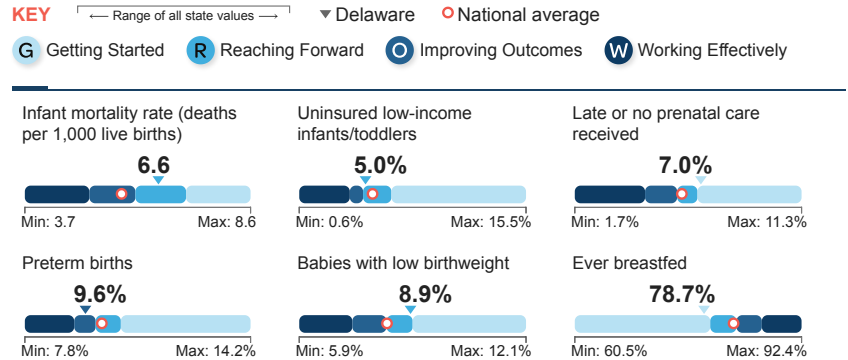 KEY
Range of all state values
Delaware
National average
G Getting Started
R Reaching Forward
O Improving Outcomes
W Working Effectively
Infant mortality rate (deaths
per 1,000 live births)
6.6
Min: 3.7
Max: 8.6
Uninsured low-income
infants/toddlers
5.0%
Min: 0.6%
Max: 15.5%
Late or no prenatal care
received
7.0%
Min: 1.7%
Max: 11.3%
Preterm births
9.6%
Min: 7.8%
Max: 14.2%
Babies with low birthweight
8.9%
Min: 5.9%
Max: 12.1%
Ever breastfed
78.7%
Min: 60.5%
Max: 92.4%